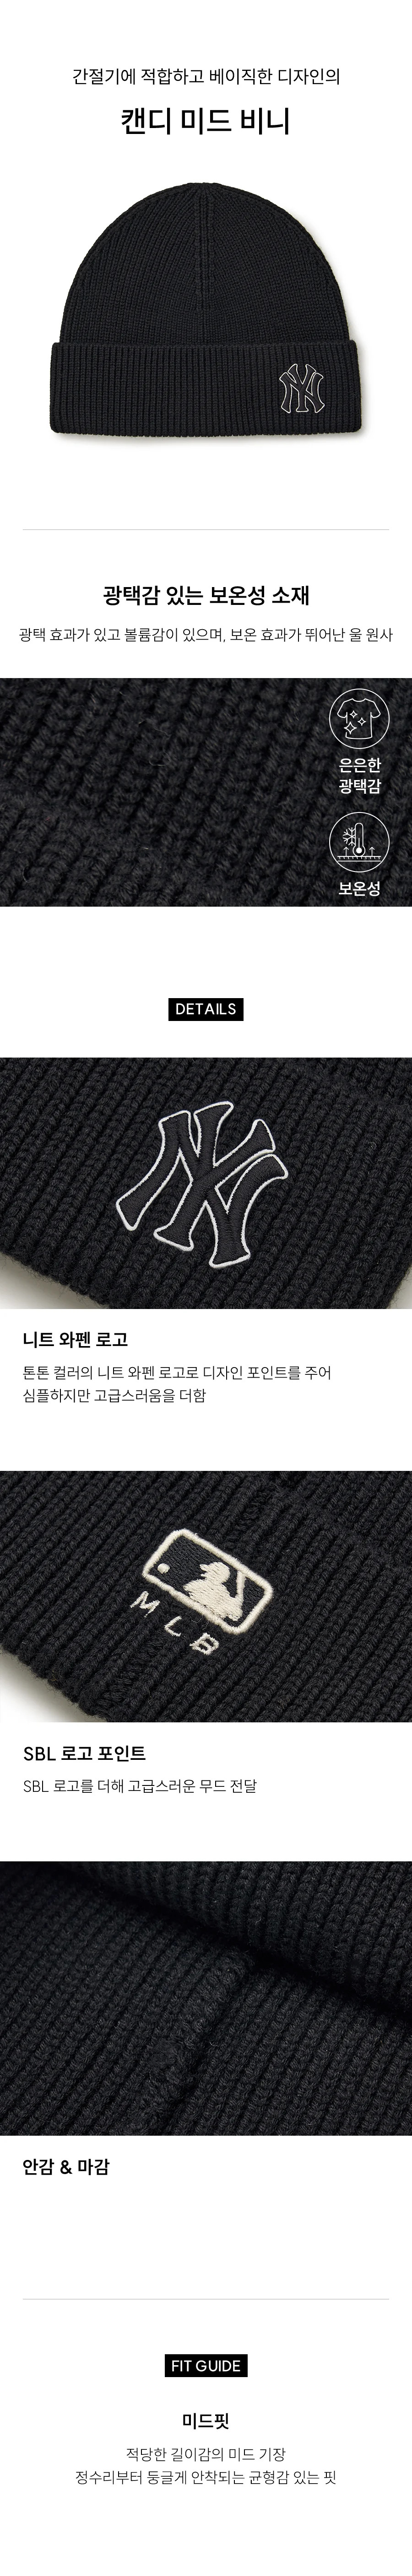 간절기에 적합하고 베이직한 디자인의
캔디 미드 비니
NY
광택감 있는 보온성 소재
광택 효과가 있고 볼륨감이 있으며, 보온 효과가 뛰어난 울 원사
은은한
광택감
보온성
DETAILS
NY
니트 와펜 로고
톤톤 컬러의 니트 와펜 로고로 디자인 포인트를 주어
심플하지만 고급스러움을 더함
MLB
SBL 로고 포인트
SBL 로고를 더해 고급스러운 무드 전달
안감 & 마감
FIT GUIDE
미드핏
적당한 길이감의 미드 기장
정수리부터 둥글게 안착되는 균형감 있는 핏